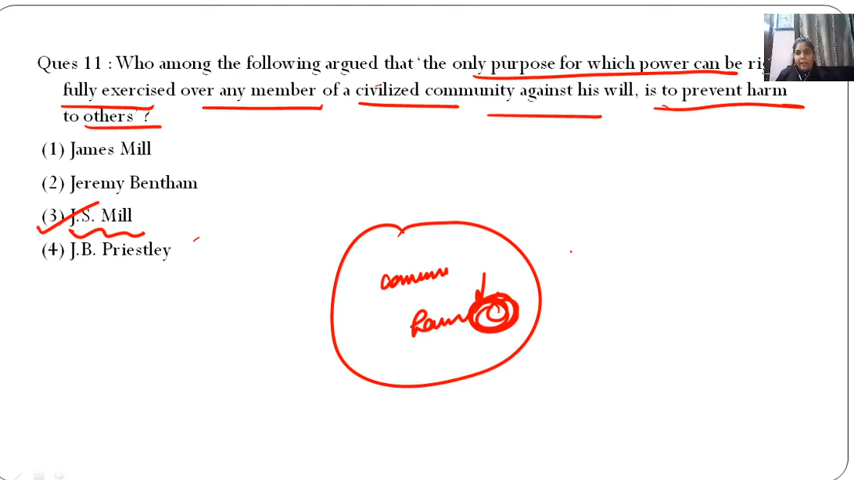 Ques 11 : Who among the following argued that 'the only purpose for which power can be
fully exercised over any member of a civilized community against his will, is to prevent harm
to others' ?
(1) James Mill
(2) Jeremy Bentham
(3) J.S. Mill
(4) J.B. Priestley